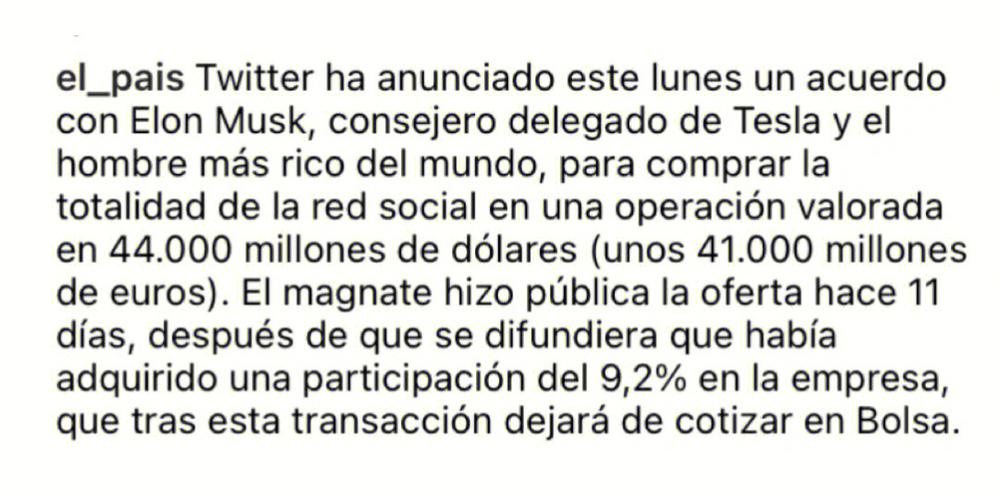 el_pais Twitter ha anunciado este lunes un acuerdo
con Elon Musk, consejero delegado de Tesla y el
hombre más rico del mundo, para comprar la
totalidad de la red social en una operación valorada
en 44.000 millones de dólares (unos 41.000 millones
de euros). El magnate hizo pública la oferta hace 11
días, después de que se difundiera que había
adquirido una participación del 9,2% en la empresa,
que tras esta transacción dejará de cotizar en Bolsa.